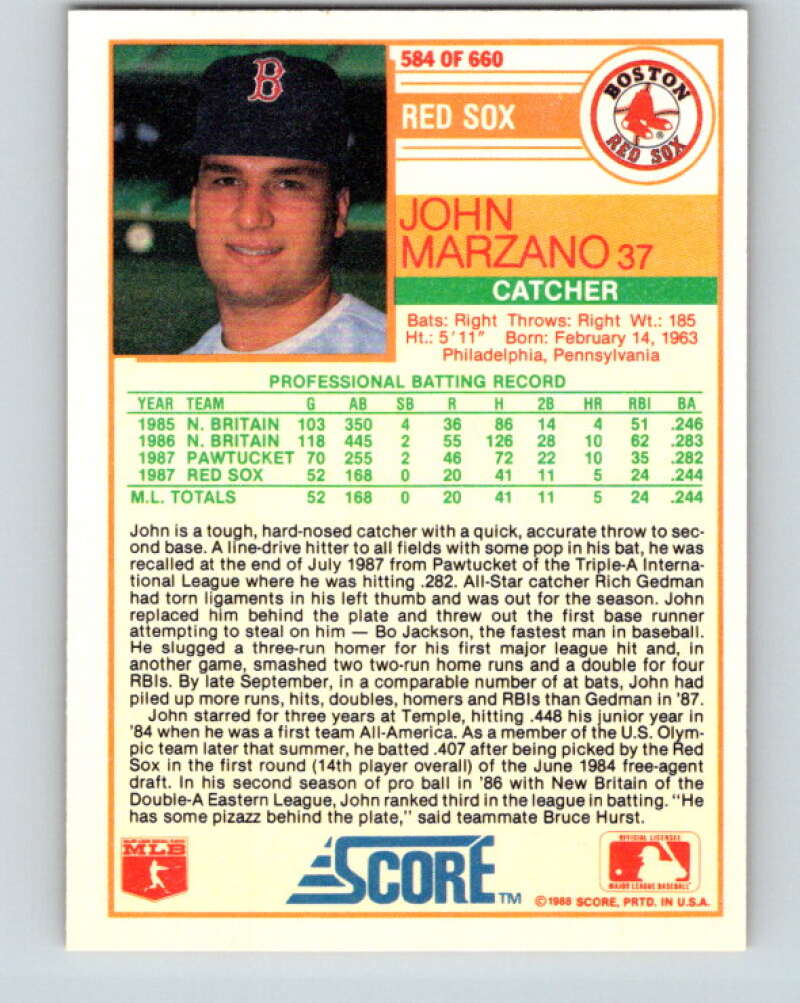 B
584 OF 660
RED SOX
BOSTON
RED SOX
®
JOHN
MARZANO 37
CATCHER
Bats: Right Throws: Right Wt.: 185
Ht.: 5'11" Born: February 14, 1963
Philadelphia, Pennsylvania
PROFESSIONAL BATTING RECORD
YEAR TEAM G AB SB R H 2B HR RBI BA
1985 N. BRITAIN 103 350 4 36 86 14 4 51 .246
1986 N. BRITAIN 118 445 2 55 126 28 10 62 .283
1987 PAWTUCKET 70 255 2 46 72 22 10 35 .282
1987 RED SOX 52 168 0 20 41 11 5 24 .244
M.L. TOTALS 52 168 0 20 41 11 5 24 .244
John is a tough, hard-nosed catcher with a quick, accurate throw to sec-
ond base. A line-drive hitter to all fields with some pop in his bat, he was
recalled at the end of July 1987 from Pawtucket of the Triple-A Interna-
tional League where he was hitting .282. All-Star catcher Rich Gedman
had torn ligaments in his left thumb and was out for the season. John
replaced him behind the plate and threw out the first base runner
attempting to steal on him — Bo Jackson, the fastest man in baseball.
He slugged a three-run homer for his first major league hit and, in
another game, smashed two two-run home runs and a double for four
RBIs. By late September, in a comparable number of at bats, John had
piled up more runs, hits, doubles, homers and RBIs than Gedman in '87.
John starred for three years at Temple, hitting .448 his junior year in
'84 when he was a first team All-America. As a member of the U.S. Olym-
pic team later that summer, he batted .407 after being picked by the Red
Sox in the first round (14th player overall) of the June 1984 free-agent
draft. In his second season of pro ball in '86 with New Britain of the
Double-A Eastern League, John ranked third in the league in batting. "He
has some pizazz behind the plate," said teammate Bruce Hurst.
MLB
SCORE TM
OFFICIAL LICENSEE
MAJOR LEAGUE BASEBALL
©1988 SCORE, PRTD. IN U.S.A.